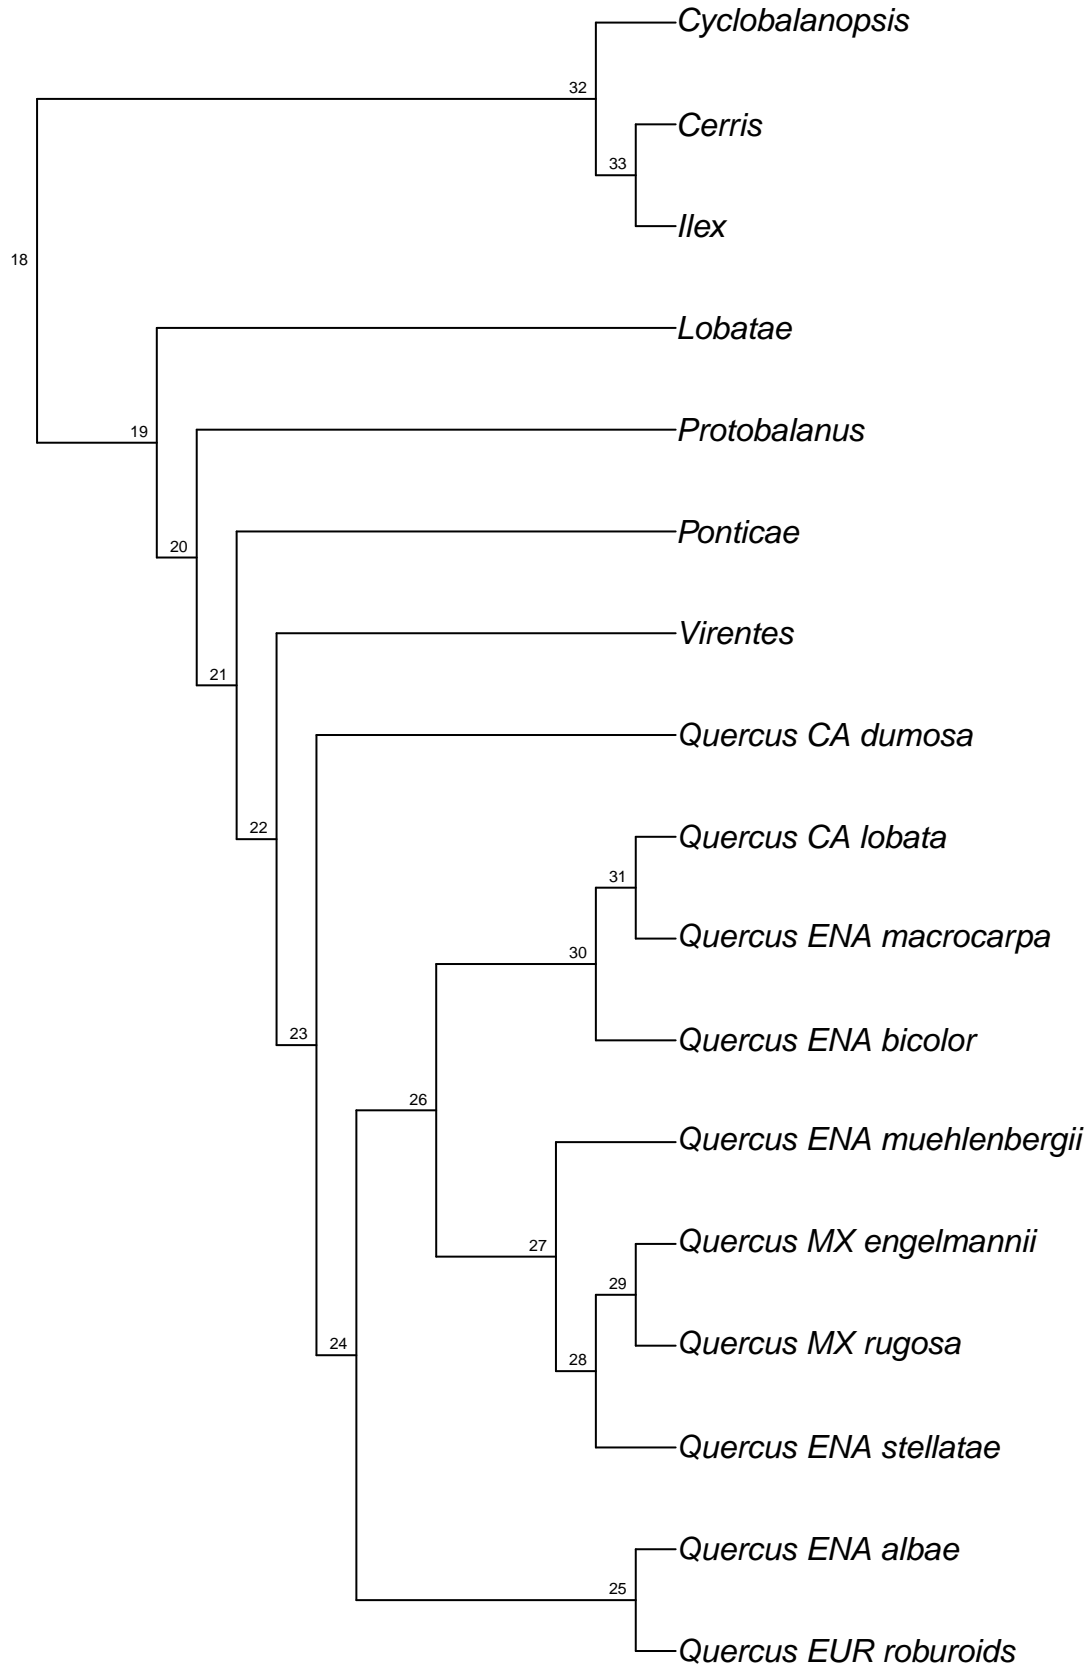 Cyclobalanopsis
32
Cerris
33
Ilex
18
Lobatae
19
Protobalanus
Ponticae
20
Virentes
21
Quercus CA dumosa
22
Quercus CA lobata
31
Quercus ENA macrocarpa
30
Quercus ENA bicolor
23
26
Quercus ENA muehlenbergii
27
Quercus MX engelmannii
29
Quercus MX rugosa
24
28
Quercus ENA stellatae
Quercus ENA albae
25
Quercus EUR roburoids